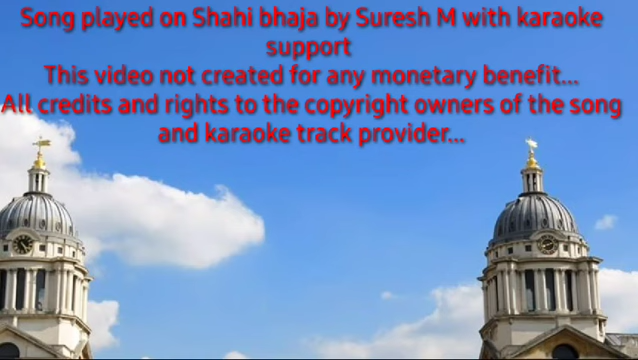 Song played on Shahi bhaja by Suresh M with karaoke
support
This video not created for any monetary benefit...
All credits and rights to the copyright owners of the song
and karaoke track provider...